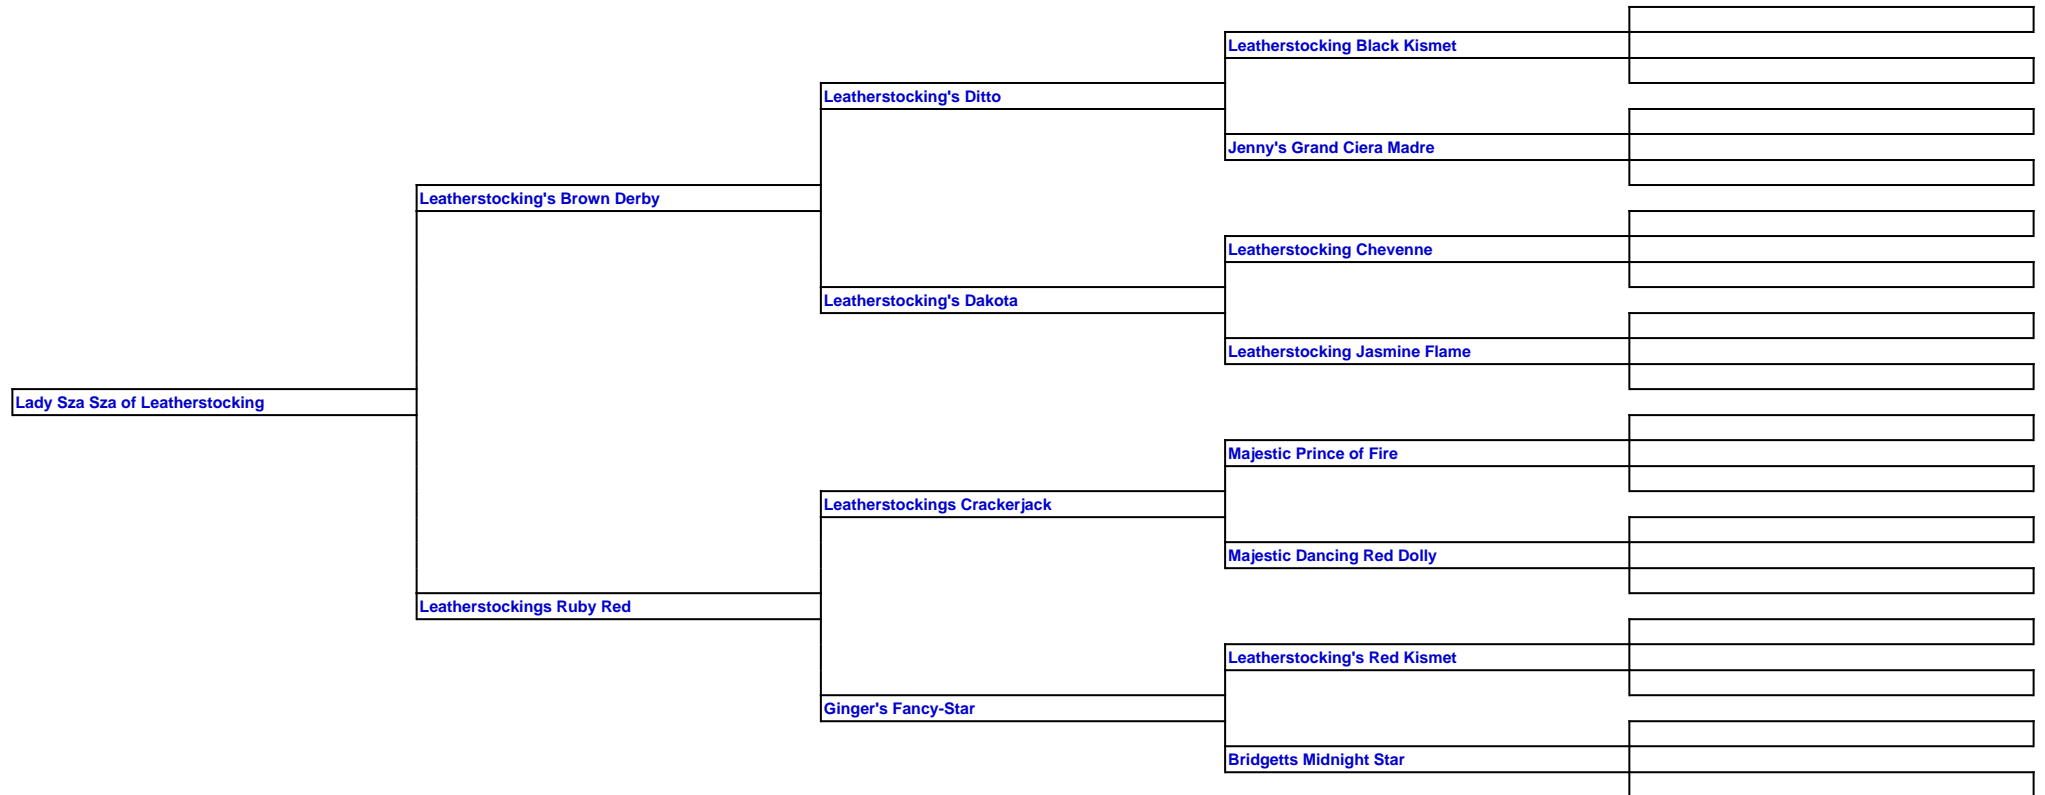 Leatherstocking Black Kismet
Leatherstocking's Ditto
Jenny's Grand Ciera Madre
Leatherstocking's Brown Derby
Leatherstocking Chevenne
Leatherstocking's Dakota
Leatherstocking Jasmine Flame
Lady Sza Sza of Leatherstocking
Majestic Prince of Fire
Leatherstockings Crackerjack
Majestic Dancing Red Dolly
Leatherstockings Ruby Red
Leatherstocking's Red Kismet
Ginger's Fancy-Star
Bridgetts Midnight Star